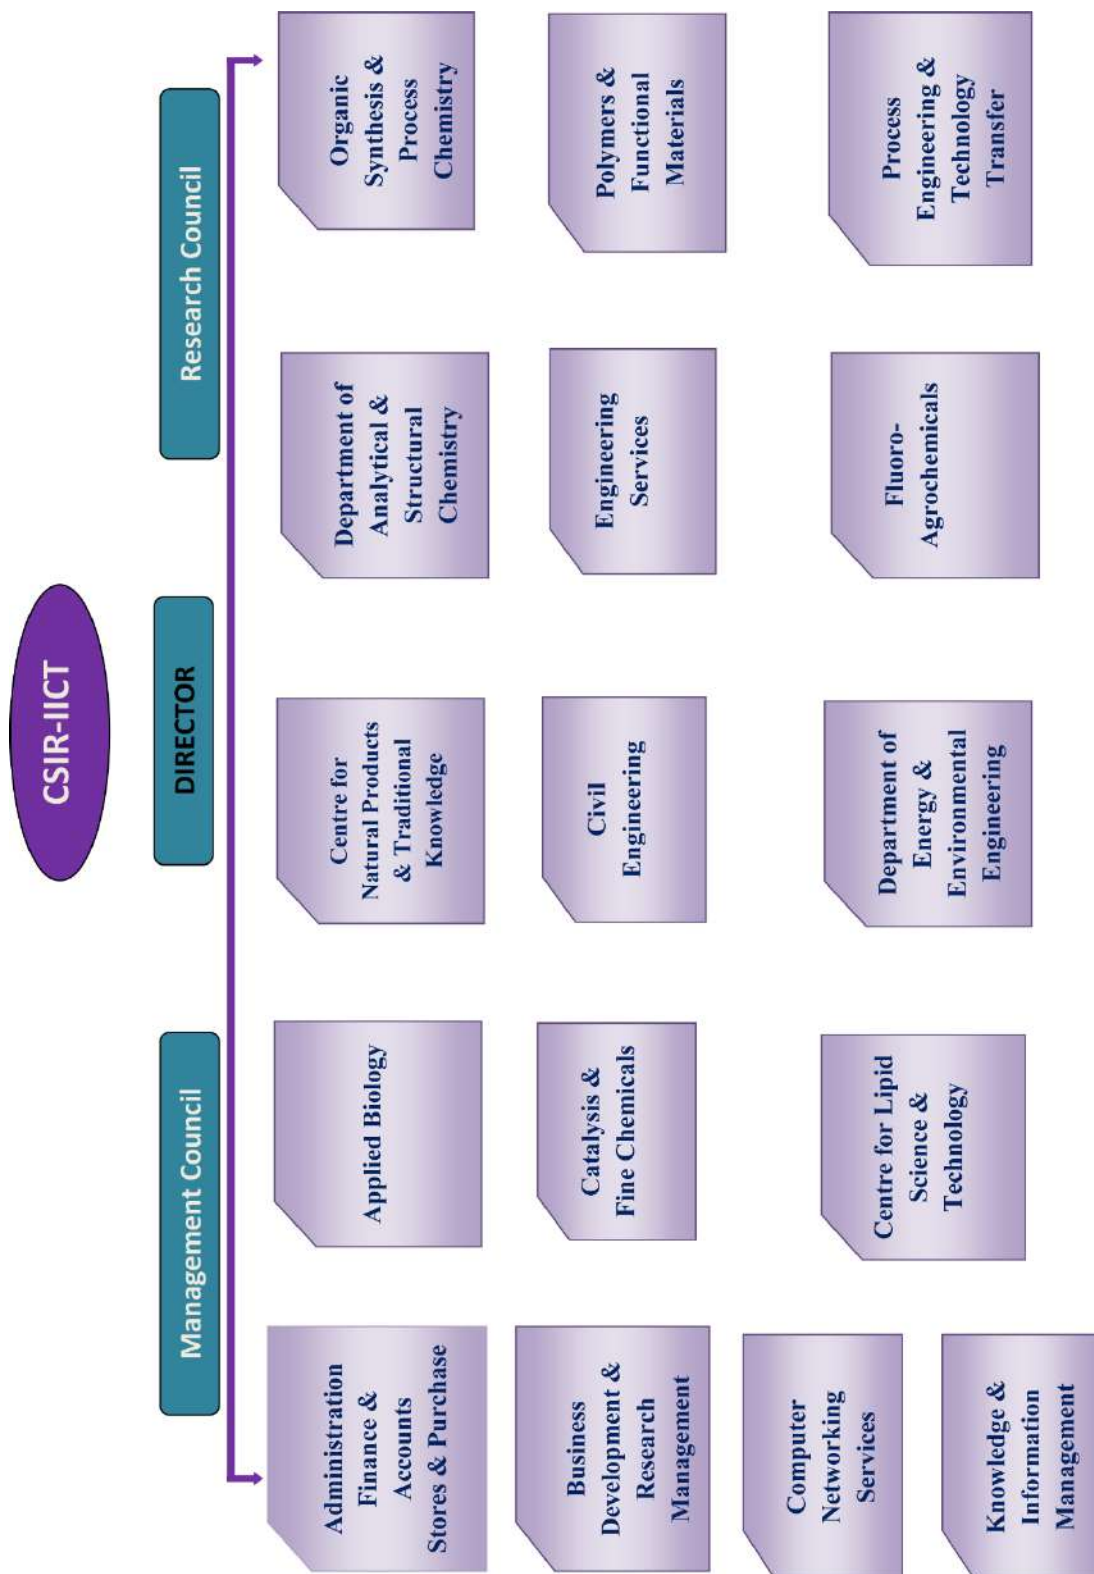 CSIR-IICT
Management Council
DIRECTOR
Research Council
Administration
Finance &
Accounts
Stores & Purchase
Applied Biology
Centre for
Natural Products
& Traditional
Knowledge
Department of
Analytical &
Structural
Chemistry
Organic
Synthesis &
Process
Chemistry
Business
Development &
Research
Management
Catalysis &
Fine Chemicals
Civil
Engineering
Engineering
Services
Polymers &
Functional
Materials
Computer
Networking
Services
Centre for Lipid
Science &
Technology
Department of
Energy &
Environmental
Engineering
Fluoro-
Agrochemicals
Process
Engineering &
Technology
Transfer
Knowledge &
Information
Management